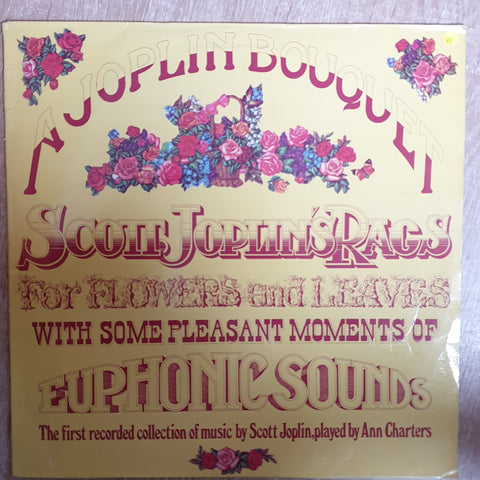 A JOPLIN BOUQUET
SCOTT JOPLIN'S RAGS
For FLOWERS and LEAVES
WITH SOME PLEASANT MOMENTS OF
EUPHONIC SOUNDS
The first recorded collection of music by Scott Joplin, played by Ann Charters